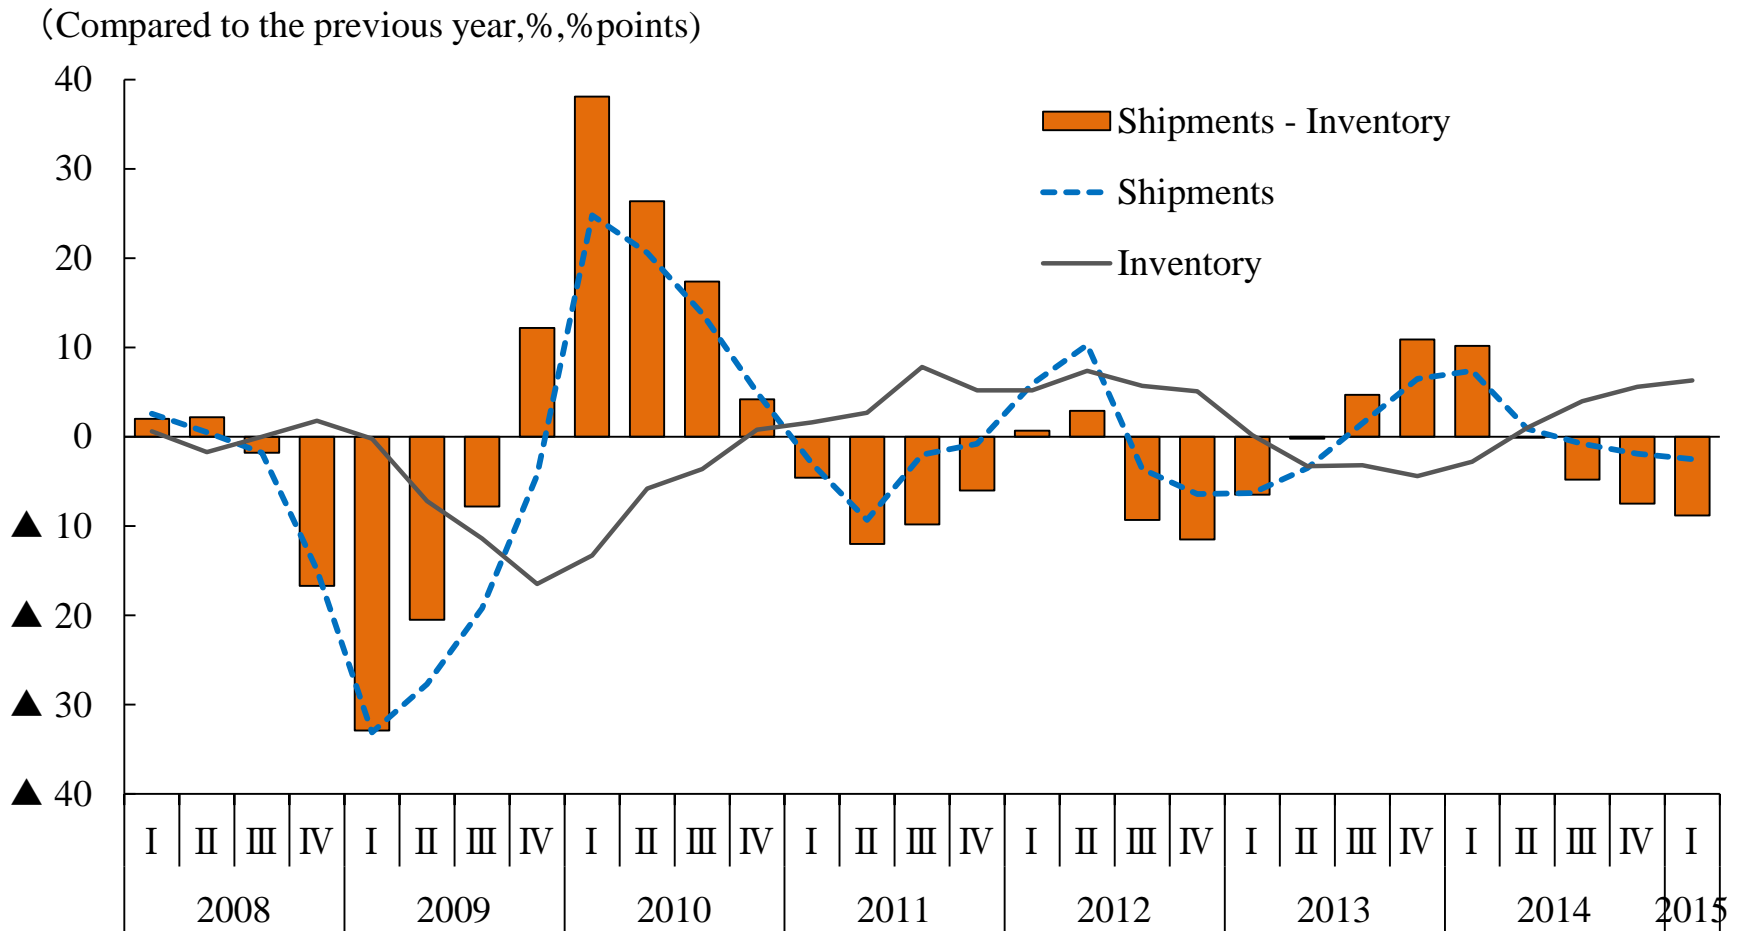 （Compared to the previous year,%,%points)
40
30
20
10
0
▲ 10
▲ 20
▲ 30
▲ 40
Shipments - Inventory
Shipments
Inventory
Ⅰ Ⅱ Ⅲ Ⅳ Ⅰ Ⅱ Ⅲ Ⅳ Ⅰ Ⅱ Ⅲ Ⅳ Ⅰ Ⅱ Ⅲ Ⅳ Ⅰ Ⅱ Ⅲ Ⅳ Ⅰ Ⅱ Ⅲ Ⅳ Ⅰ Ⅱ Ⅲ Ⅳ Ⅰ
2008 2009 2010 2011 2012 2013 2014 2015